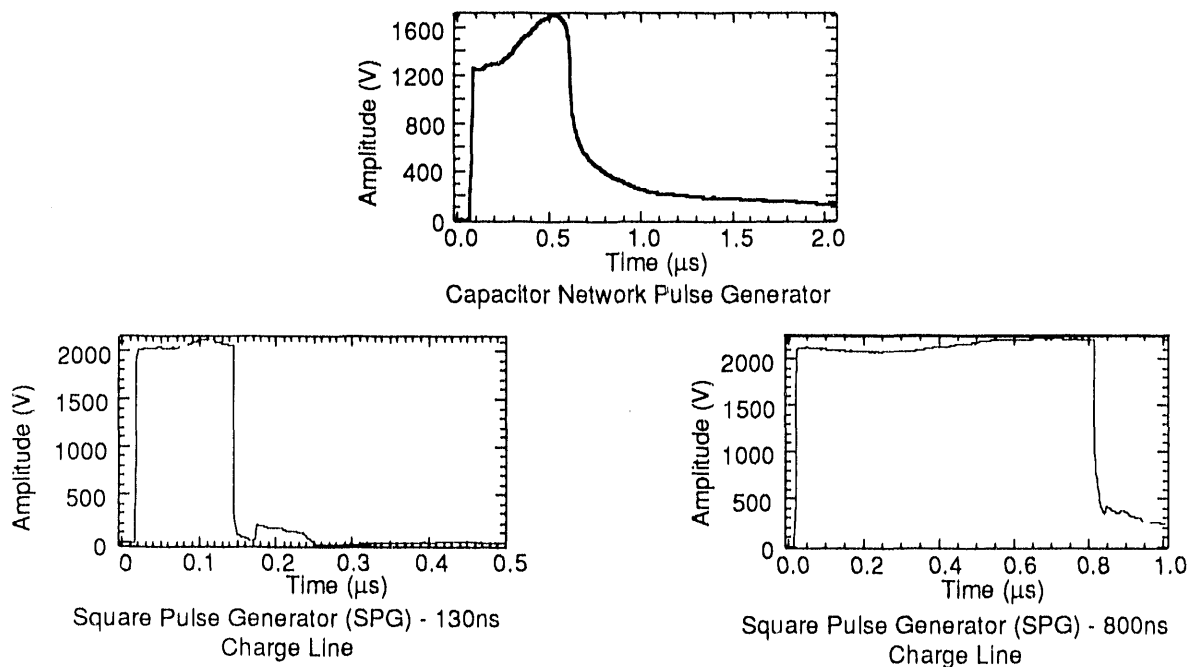 1600
1200
800
400
0
Amplitude (V)
0.0 0.5 1.0 1.5 2.0
Time (μs)
Capacitor Network Pulse Generator
2000
1500
1000
500
0
Amplitude (V)
0 0.1 0.2 0.3 0.4 0.5
Time (μs)
Square Pulse Generator (SPG) - 130ns
Charge Line
2000
1500
1000
500
0
Amplitude (V)
0.0 0.2 0.4 0.6 0.8 1.0
Time (μs)
Square Pulse Generator (SPG) - 800ns
Charge Line